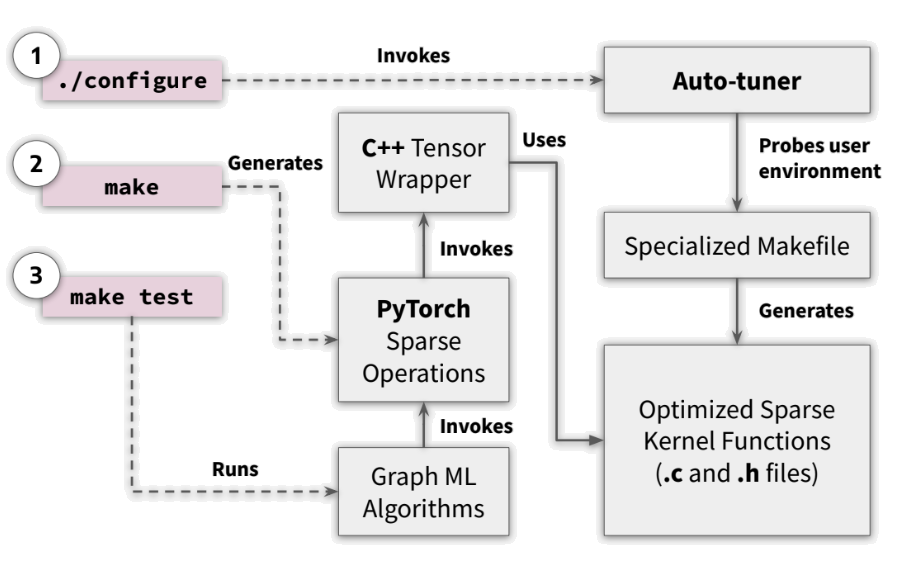 1
./configure
Invokes
Auto-tuner
2
make
Generates
C++ Tensor
Wrapper
Uses
Probes user
environment
Specialized Makefile
3
make test
Invokes
PyTorch
Sparse
Operations
Generates
Invokes
Runs
Graph ML
Algorithms
Optimized Sparse
Kernel Functions
(.c and .h files)